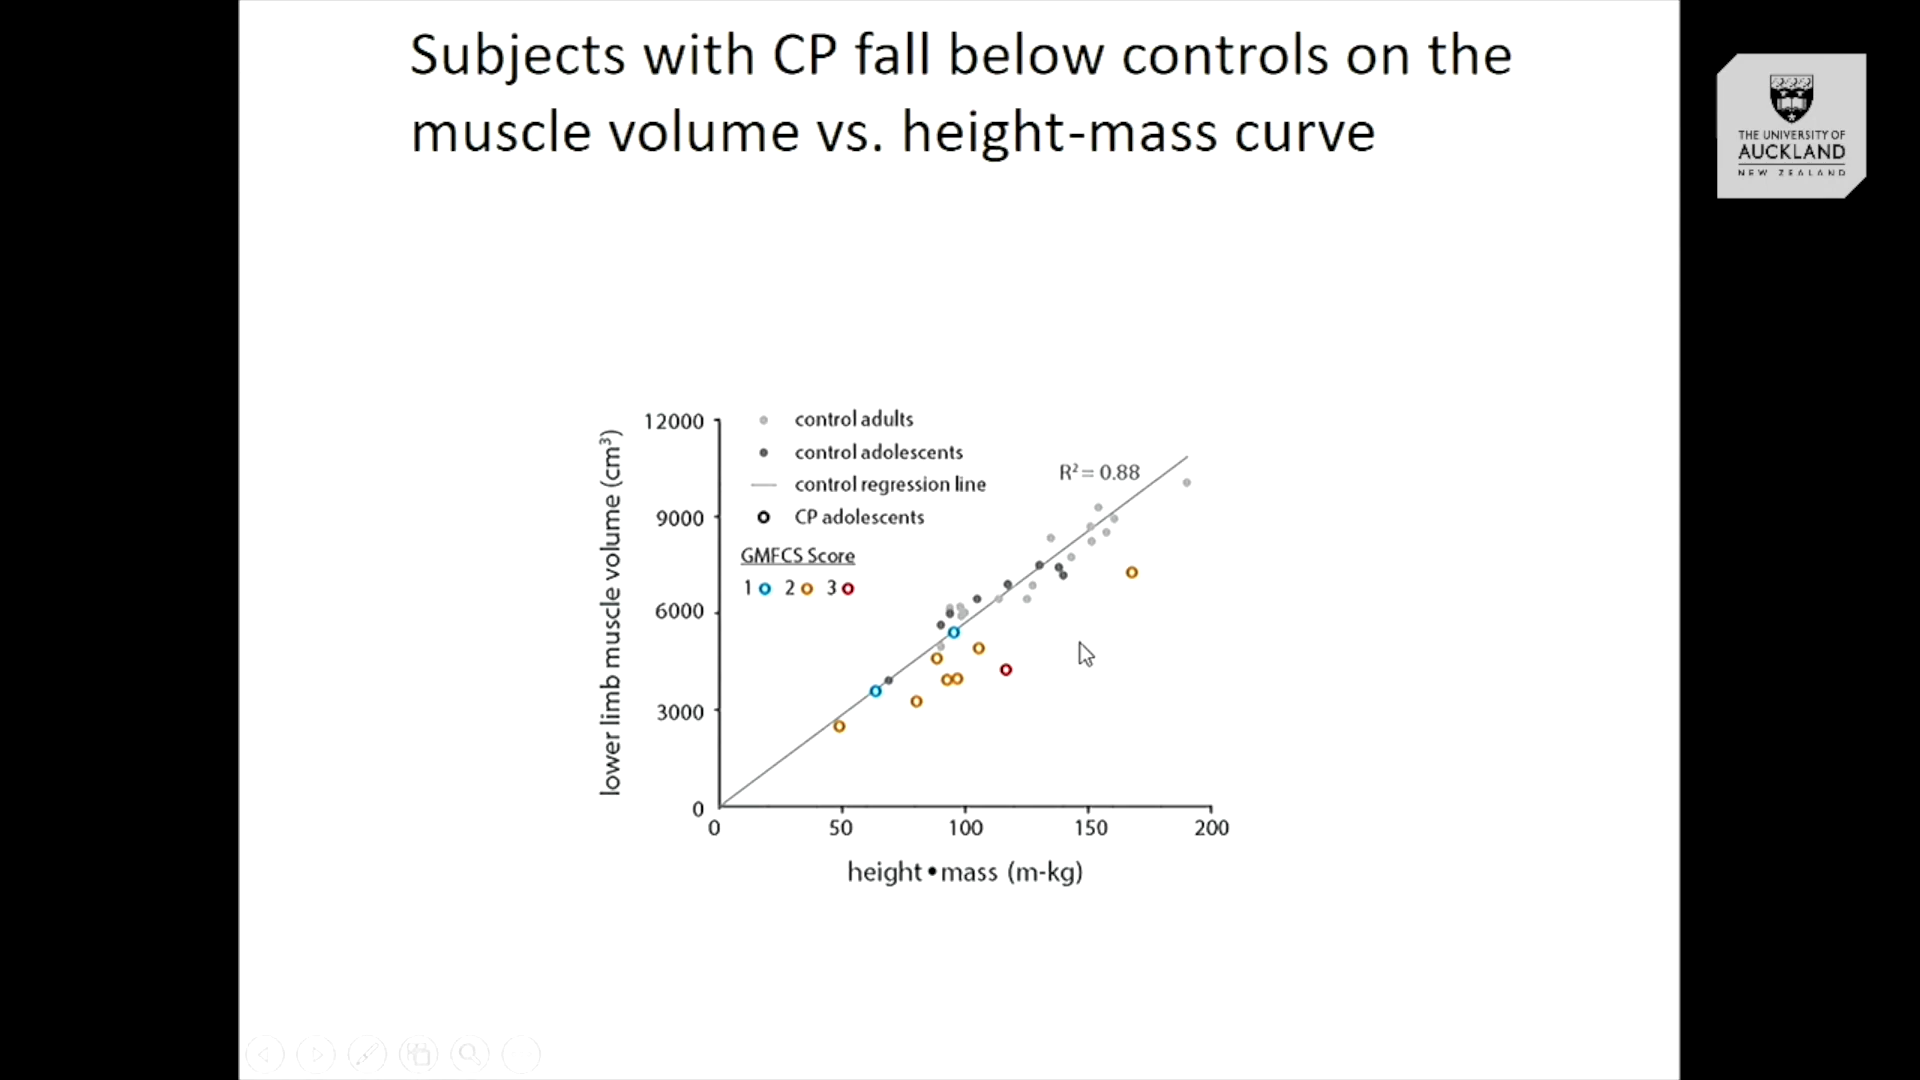 Subjects with CP fall below controls on the
muscle volume vs. height-mass curve
THE UNIVERSITY OF
AUCKLAND
NEW ZEALAND
12000
9000
6000
3000
0
lower limb muscle volume (cm³)
control adults
control adolescents
control regression line
CP adolescents
GMFCS Score
1 2 3
R² = 0.88
0 50 100 150 200
height•mass (m-kg)